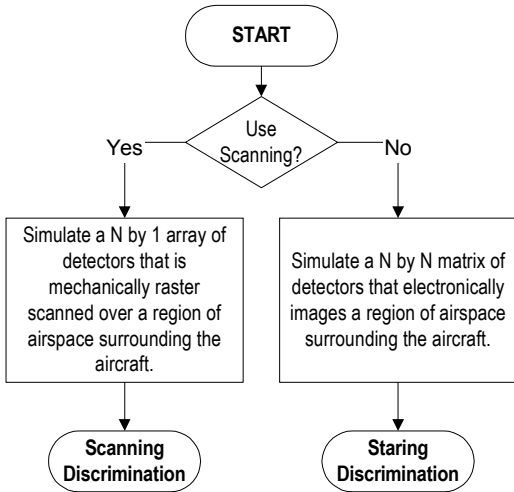 START
Use
Scanning?
Yes
No
Simulate a N by 1 array of
detectors that is
mechanically raster
scanned over a region of
airspace surrounding the
aircraft.
Simulate a N by N matrix of
detectors that electronically
images a region of airspace
surrounding the aircraft.
Scanning
Discrimination
Staring
Discrimination